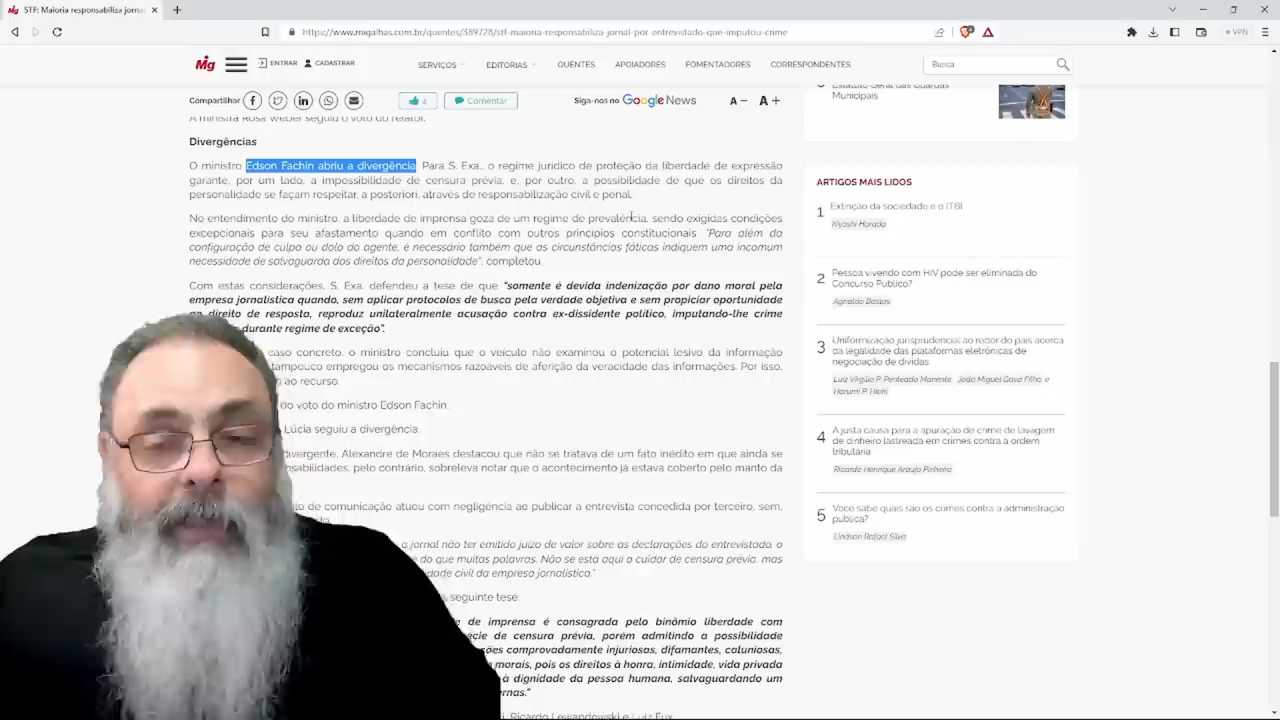 Mg STF: Maioria responsabiliza jornal
https://www.migalhas.com.br/quentes/389728/stf-maioria-responsabiliza-jornal-por-entrevistado-que-imputou-crime
VPN
Mg ENTRAR CADASTRAR SERVIÇOS EDITORIAS QUENTES APOIADORES FOMENTADORES CORRESPONDENTES Busca
Compartilhar 4 Comentar Siga-nos no Google News A- A+
A ministra Rosa Weber seguiu o voto do relator.
Divergências
O ministro Edson Fachin abriu a divergência. Para S. Exa., o regime jurídico de proteção da liberdade de expressão
garante, por um lado, a impossibilidade de censura prévia, e, por outro, a possibilidade de que os direitos da
personalidade se façam respeitar, a posteriori, através de responsabilização civil e penal.
No entendimento do ministro, a liberdade de imprensa goza de um regime de prevalência, sendo exigidas condições
excepcionais para seu afastamento quando em conflito com outros princípios constitucionais. "Para além da
configuração de culpa ou dolo do agente, é necessário também que as circunstâncias fáticas indiquem uma incomum
necessidade de salvaguarda dos direitos da personalidade", completou.
Com estas considerações, S. Exa. defendeu a tese de que "somente é devida indenização por dano moral pela
empresa jornalística quando, sem aplicar protocolos de busca pela verdade objetiva e sem propiciar oportunidade
ao direito de resposta, reproduz unilateralmente acusação contra ex-dissidente político, imputando-lhe crime
durante regime de exceção".
caso concreto, o ministro concluiu que o veículo não examinou o potencial lesivo da informação
tampouco empregou os mecanismos razoáveis de aferição da veracidade das informações. Por isso,
ao recurso.
voto do ministro Edson Fachin.
Lúcia seguiu a divergência.
divergente, Alexandre de Moraes destacou que não se tratava de um fato inédito em que ainda se
pelo contrário, sobreleva notar que o acontecimento já estava coberto pelo manto da
de comunicação atuou com negligência ao publicar a entrevista concedida por terceiro, sem,
o jornal não ter emitido juízo de valor sobre as declarações do entrevistado, o
do que muitas palavras. Não se está aqui a cuidar de censura prévia, mas
civil da empresa jornalística."
seguinte tese:
de imprensa é consagrada pelo binômio liberdade com
de censura prévia, porém admitindo a possibilidade
comprovadamente injuriosas, difamantes, caluniosas,
morais, pois os direitos à honra, intimidade, vida privada
à dignidade da pessoa humana, salvaguardando um
Ricardo Lewandowski e Luiz Fux
Estatuto Geral das Guardas
Municipais
ARTIGOS MAIS LIDOS
1 Extinção da sociedade e o ITBI
Kiyoshi Harada
2 Pessoa vivendo com HIV pode ser eliminada do
Concurso Público?
Agnaldo Bastos
3 Uniformização jurisprudencial ao redor do país acerca
da legalidade das plataformas eletrônicas de
negociação de dívidas
Luiz Virgílio P. Penteado Manente, João Miguel Gava Filho e
Harumi P. Hioki
4 A justa causa para a apuração de crime de lavagem
de dinheiro lastreada em crimes contra a ordem
tributária
Ricardo Henrique Araujo Pinheiro
5 Você sabe quais são os crimes contra a administração
pública?
Lindson Rafael Silva